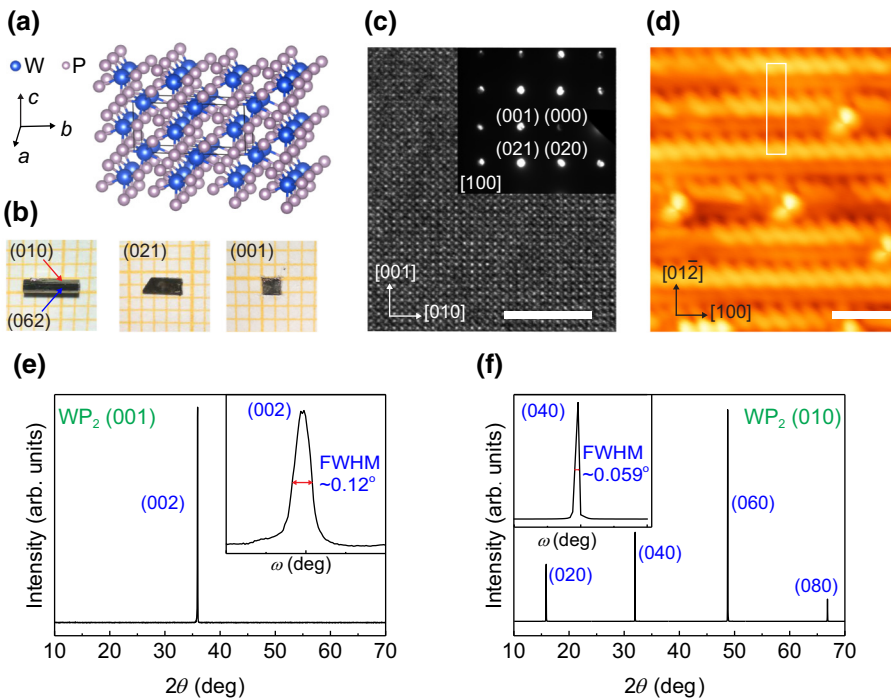 (a)
W P
c
b
a
(b)
(010)
(062)
(021)
(001)
(c)
(001) (000)
(021) (020)
[100]
[001]
[010]
(d)
[012̅]
[100]
(e)
WP₂ (001)
(002)
(002)
FWHM
~0.12°
ω (deg)
Intensity (arb. units)
10 20 30 40 50 60 70
2θ (deg)
(f)
WP₂ (010)
(040)
FWHM
~0.059°
ω (deg)
(020)
(040)
(060)
(080)
Intensity (arb. units)
10 20 30 40 50 60 70
2θ (deg)